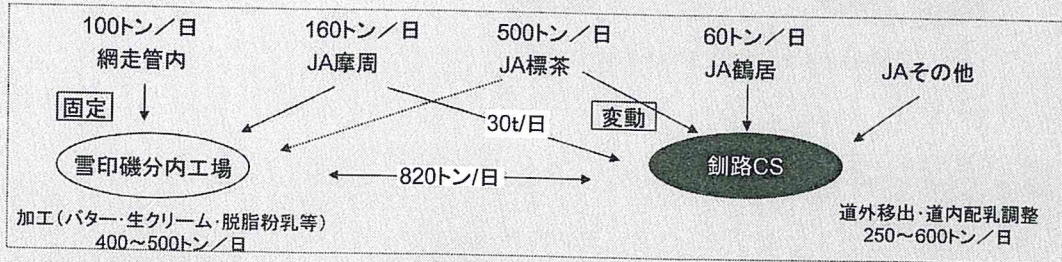 100トン／日
網走管内
160トン／日
JA摩周
500トン／日
JA標茶
60トン／日
JA鶴居
JAその他
固定
30t/日
変動
雪印磯分内工場
820トン/日
釧路CS
加工（バター・生クリーム・脱脂粉乳等）
400～500トン／日
道外移出・道内配乳調整
250～600トン／日